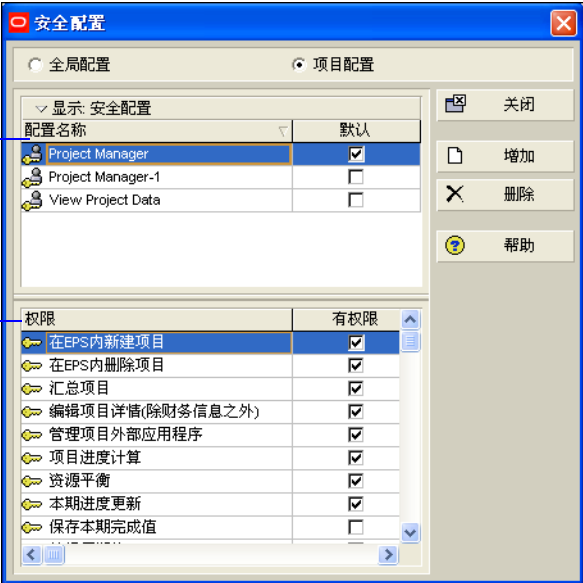 安全配置
全局配置
项目配置
显示: 安全配置
配置名称 默认
Project Manager
Project Manager-1
View Project Data
关闭
增加
删除
帮助
权限 有权限
在EPS内新建项目
在EPS内删除项目
汇总项目
编辑项目详情(除财务信息之外)
管理项目外部应用程序
项目进度计算
资源平衡
本期进度更新
保存本期完成值